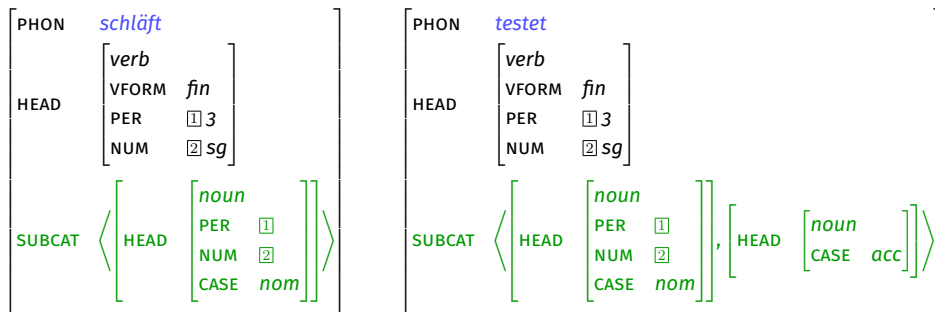 PHON schläft
HEAD
verb
VFORM fin
PER 1 3
NUM 2 sg
SUBCAT ⟨ HEAD
noun
PER 1
NUM 2
CASE nom ⟩
PHON testet
HEAD
verb
VFORM fin
PER 1 3
NUM 2 sg
SUBCAT ⟨ HEAD
noun
PER 1
NUM 2
CASE nom
, HEAD
noun
CASE acc ⟩